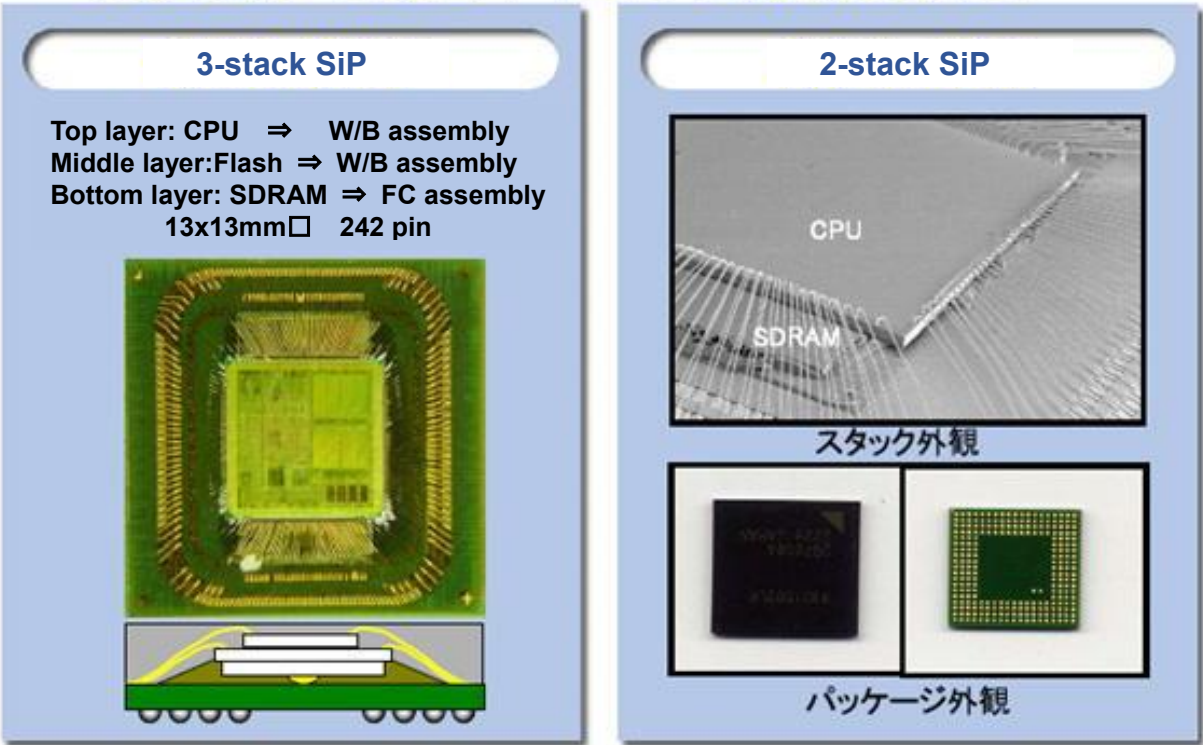 3-stack SiP
Top layer: CPU ⇒ W/B assembly
Middle layer:Flash ⇒ W/B assembly
Bottom layer: SDRAM ⇒ FC assembly
13x13mm□ 242 pin
2-stack SiP
CPU
SDRAM
スタック外観
パッケージ外観